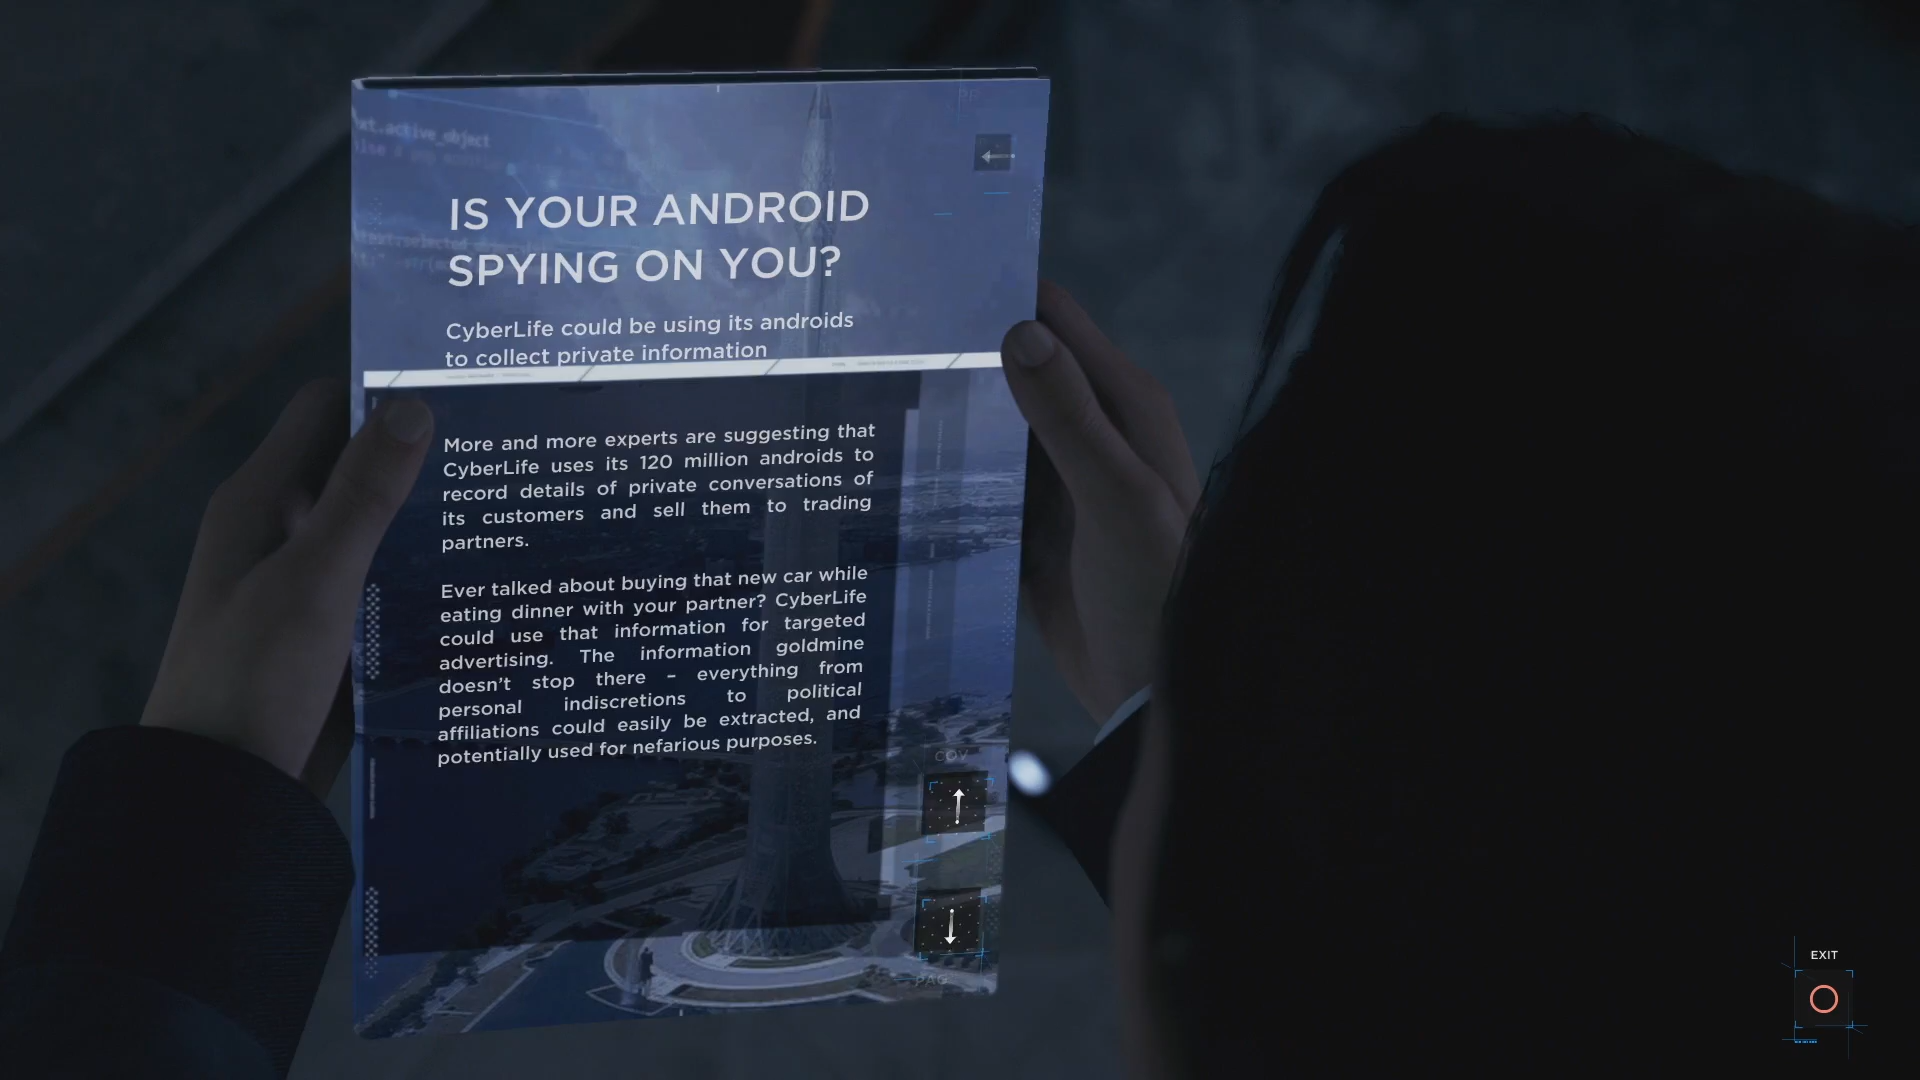 xt.active_object
IS YOUR ANDROID
SPYING ON YOU?
CyberLife could be using its androids
to collect private information
More and more experts are suggesting that
CyberLife uses its 120 million androids to
record details of private conversations of
its customers and sell them to trading
partners.
Ever talked about buying that new car while
eating dinner with your partner? CyberLife
could use that information for targeted
advertising. The information goldmine
doesn't stop there – everything from
personal indiscretions to political
affiliations could easily be extracted, and
potentially used for nefarious purposes.
COV
PAG
EXIT